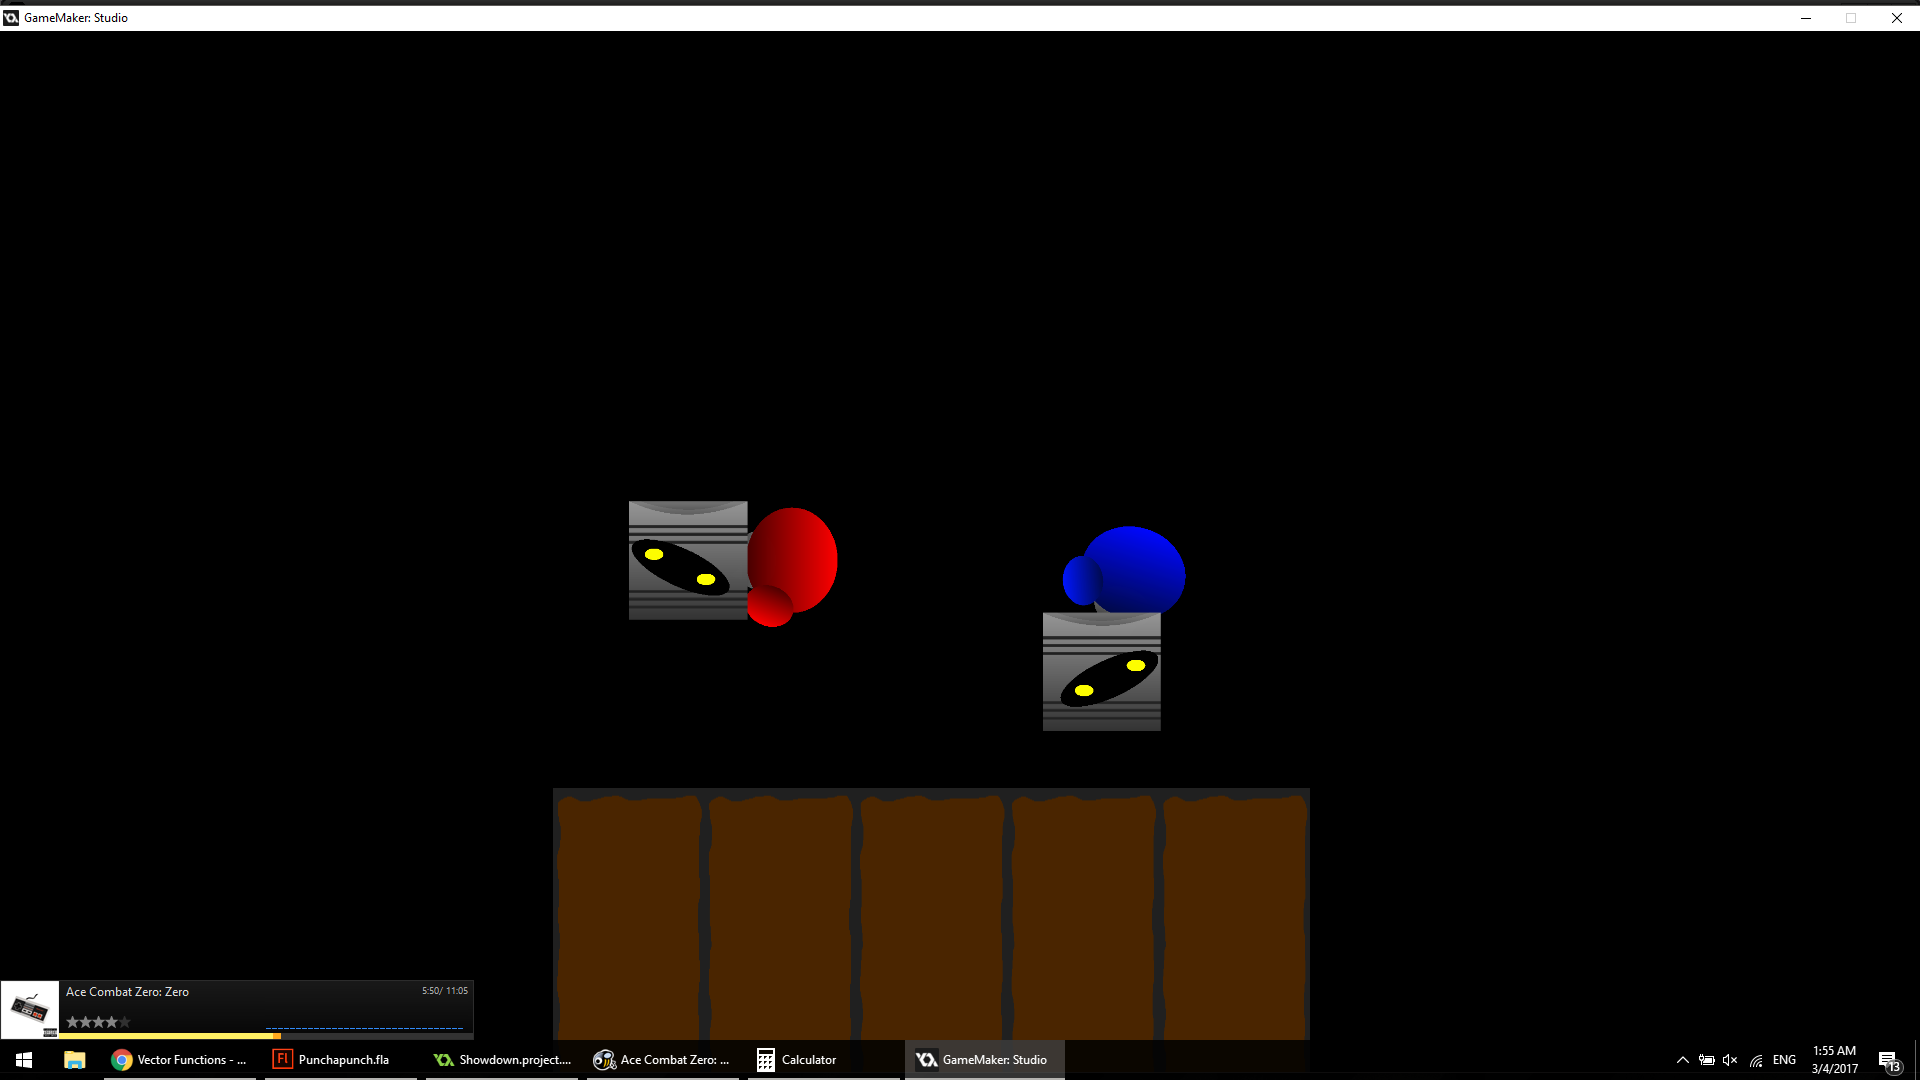 GameMaker: Studio
Ace Combat Zero: Zero
5:50/ 11:05
Vector Functions - ...
Fl
Punchapunch.fla
Showdown.project....
Ace Combat Zero: ...
Calculator
GameMaker: Studio
ENG
1:55 AM
3/4/2017
13